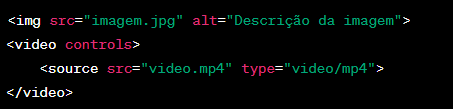 <img src="imagem.jpg" alt="Descrição da imagem">
<video controls>
    <source src="video.mp4" type="video/mp4">
</video>